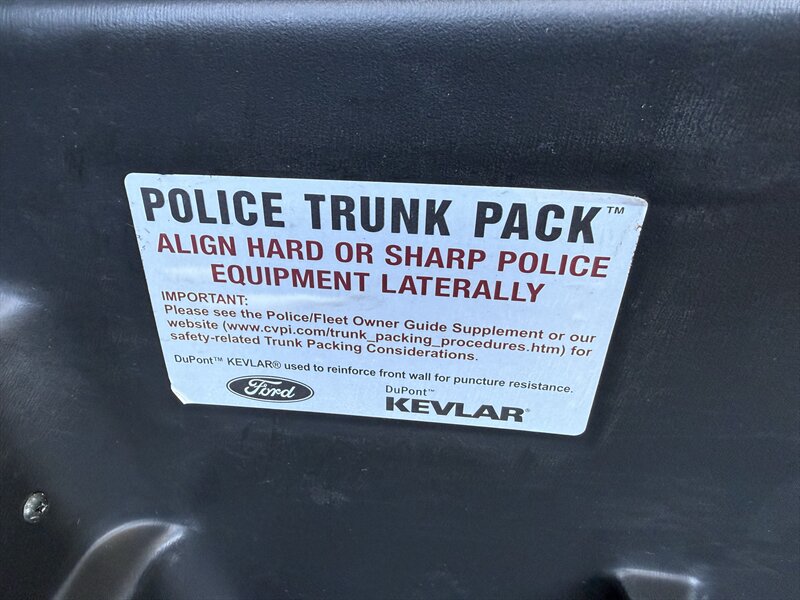 POLICE TRUNK PACK™
ALIGN HARD OR SHARP POLICE
EQUIPMENT LATERALLY
IMPORTANT:
Please see the Police/Fleet Owner Guide Supplement or our
website (www.cvpi.com/trunk_packing_procedures.htm) for
safety-related Trunk Packing Considerations.
DuPont™ KEVLAR® used to reinforce front wall for puncture resistance.
Ford
DuPont™
KEVLAR®